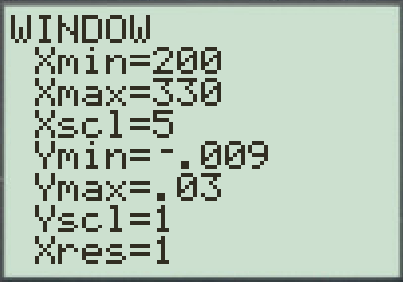 WINDOW
Xmin=200
Xmax=330
Xscl=5
Ymin=-.009
Ymax=.03
Yscl=1
Xres=1